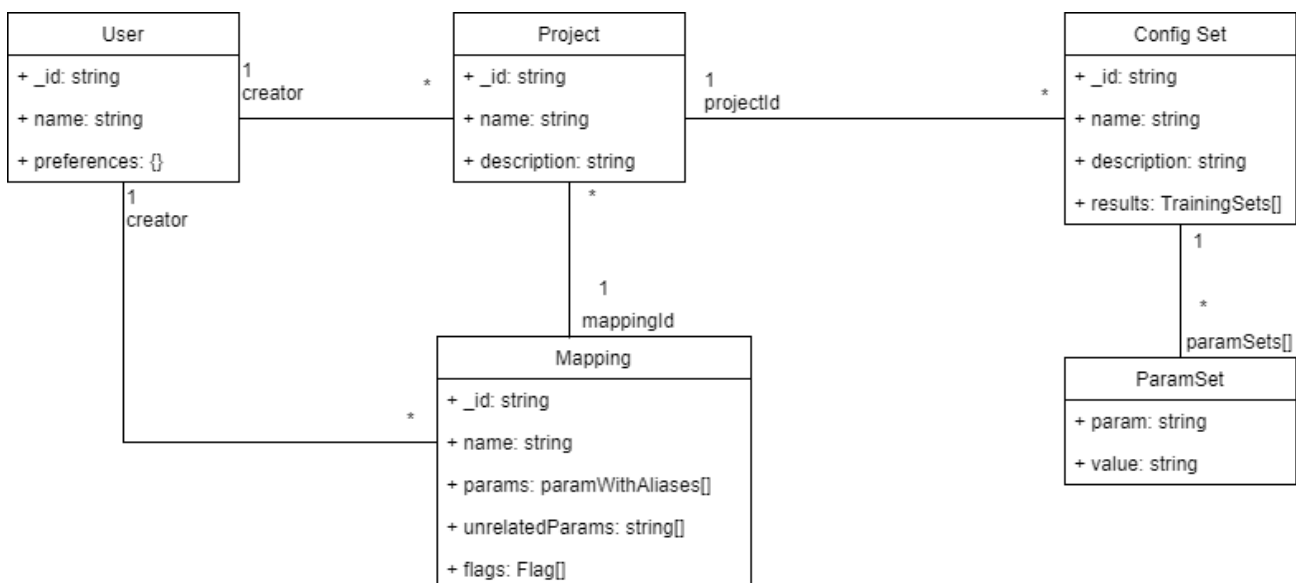 User
+ _id: string
+ name: string
+ preferences: {}
1
creator
*
Project
+ _id: string
+ name: string
+ description: string
1
projectId
*
Config Set
+ _id: string
+ name: string
+ description: string
+ results: TrainingSets[]
1
creator
*
*
1
mappingId
Mapping
+ _id: string
+ name: string
+ params: paramWithAliases[]
+ unrelatedParams: string[]
+ flags: Flag[]
1
*
paramSets[]
ParamSet
+ param: string
+ value: string